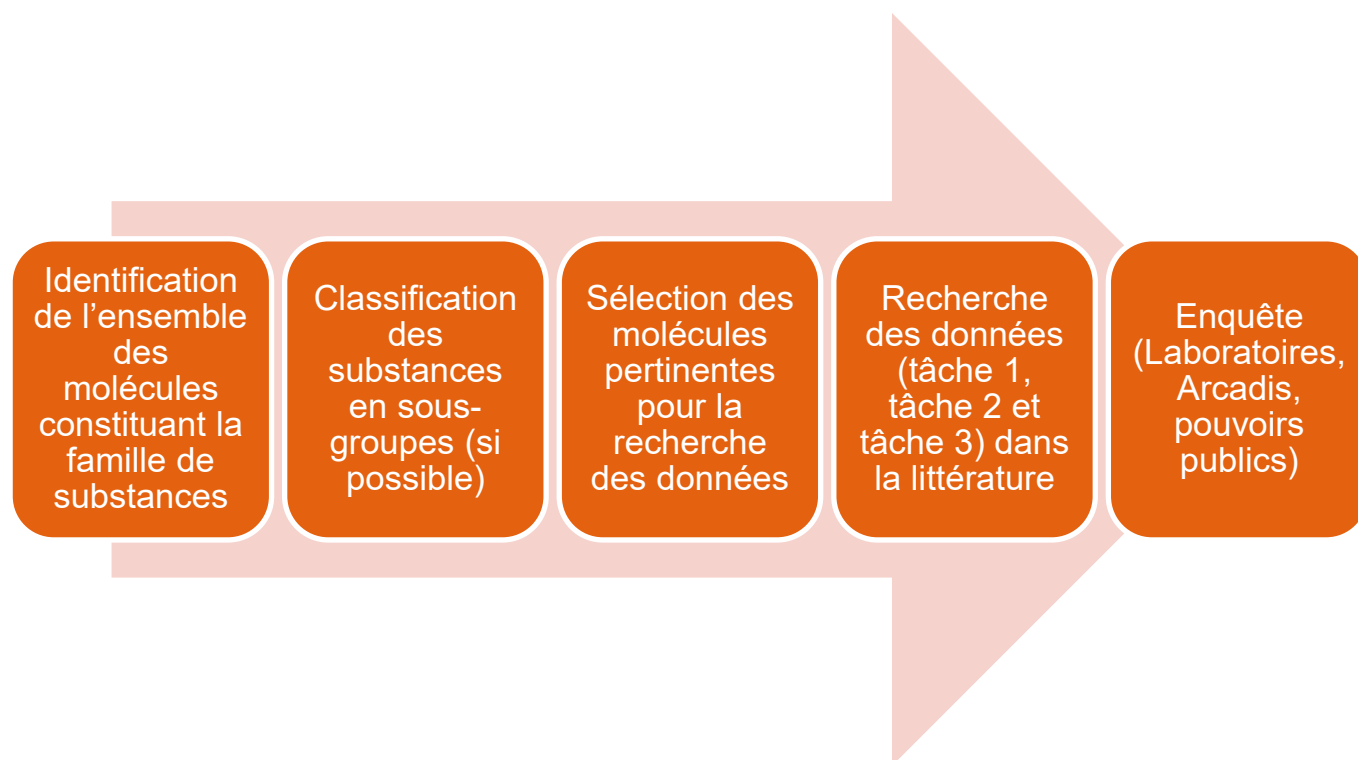 Identification
de l’ensemble
des
molécules
constituant la
famille de
substances
Classification
des
substances
en sous-
groupes (si
possible)
Sélection des
molécules
pertinentes
pour la
recherche
des données
Recherche
des données
(tâche 1,
tâche 2 et
tâche 3) dans
la littérature
Enquête
(Laboratoires,
Arcadis,
pouvoirs
publics)